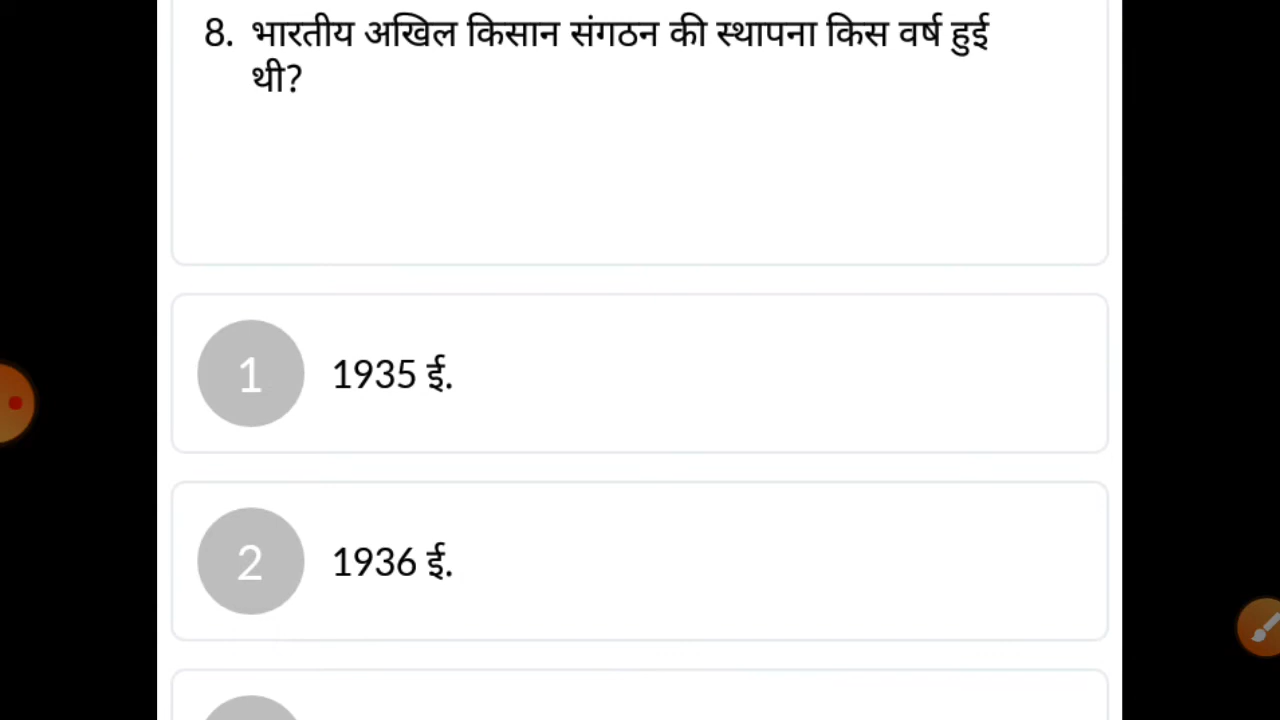 8. भारतीय अखिल किसान संगठन की स्थापना किस वर्ष हुई
थी?
1 1935 ई.
2 1936 ई.